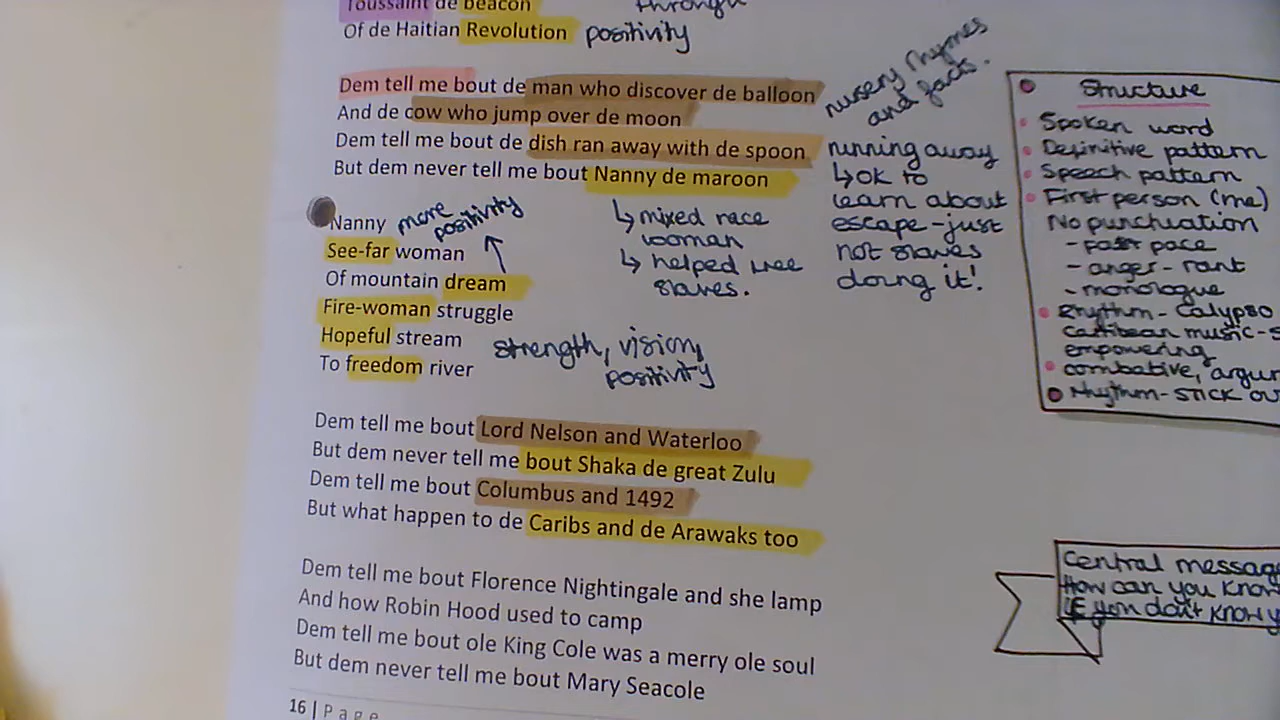 Toussaint de beacon
through
Of de Haitian Revolution
positivity
Dem tell me bout de man who discover de balloon
And de cow who jump over de moon
Dem tell me bout de dish ran away with de spoon
But dem never tell me bout Nanny de maroon
nursery rhymes
and facts.
running away
↳ok to
learn about
escape - just
not slaves
doing it!
↳ mixed race
woman
↳ helped free
slaves.
Nanny
more
positivity
See-far woman
Of mountain dream
Fire-woman struggle
Hopeful stream
To freedom river
strength, vision,
positivity
Dem tell me bout Lord Nelson and Waterloo
But dem never tell me bout Shaka de great Zulu
Dem tell me bout Columbus and 1492
But what happen to de Caribs and de Arawaks too
Dem tell me bout Florence Nightingale and she lamp
And how Robin Hood used to camp
Dem tell me bout ole King Cole was a merry ole soul
But dem never tell me bout Mary Seacole
16 | Page
Structure
Spoken word
Definitive pattern
Speech pattern
First person (me)
No punctuation
- fast pace
- anger - rant
- monologue
Rhythm - Calypso
Caribbean music -
empowering
combative,
Rhythm - STICK
Central message
How can you know
If you don't know